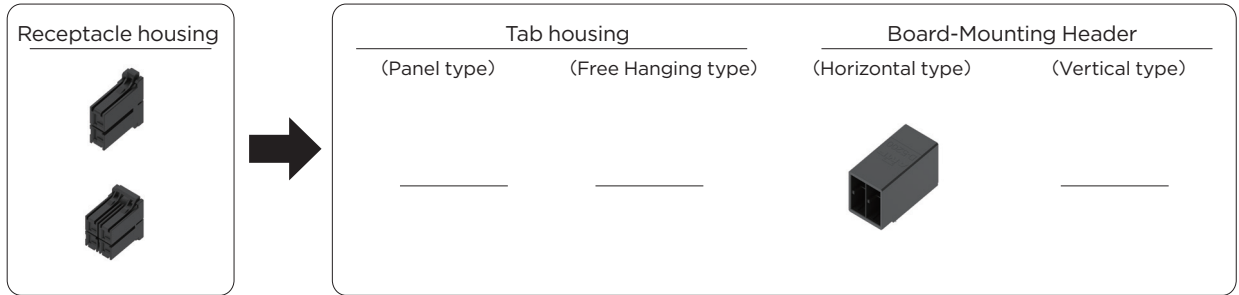 Receptacle housing
Tab housing
Board-Mounting Header
(Panel type)
(Free Hanging type)
(Horizontal type)
(Vertical type)